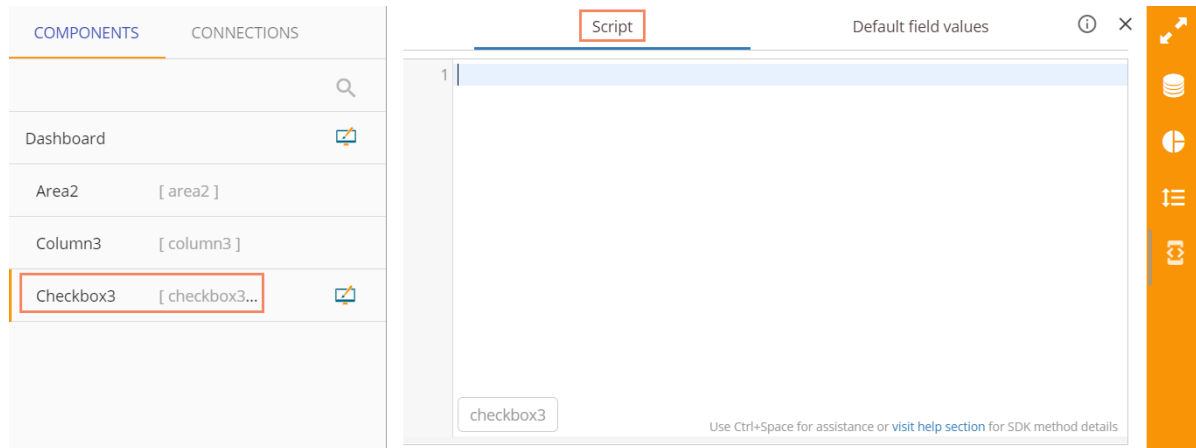 COMPONENTS CONNECTIONS
Dashboard
Area2 [ area2 ]
Column3 [ column3 ]
Checkbox3 [ checkbox3...
Script Default field values
1
checkbox3
Use Ctrl+Space for assistance or visit help section for SDK method details